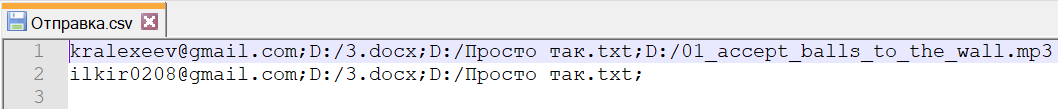 Отправка.csv
1 kralexeev@gmail.com;D:/3.docx;D:/Просто так.txt;D:/01_accept_balls_to_the_wall.mp3
2 ilkir0208@gmail.com;D:/3.docx;D:/Просто так.txt;
3